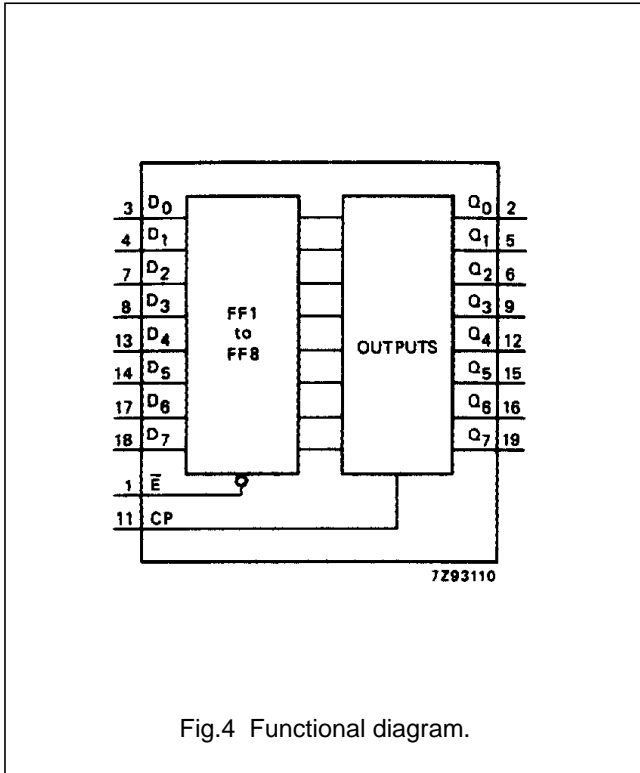 3 D0 Q0 2
4 D1 Q1 5
7 D2 Q2 6
8 D3 Q3 9
13 D4 Q4 12
14 D5 Q5 15
17 D6 Q6 16
18 D7 Q7 19
FF1
to
FF8
OUTPUTS
1 E̅
11 CP
7Z93110
Fig.4 Functional diagram.